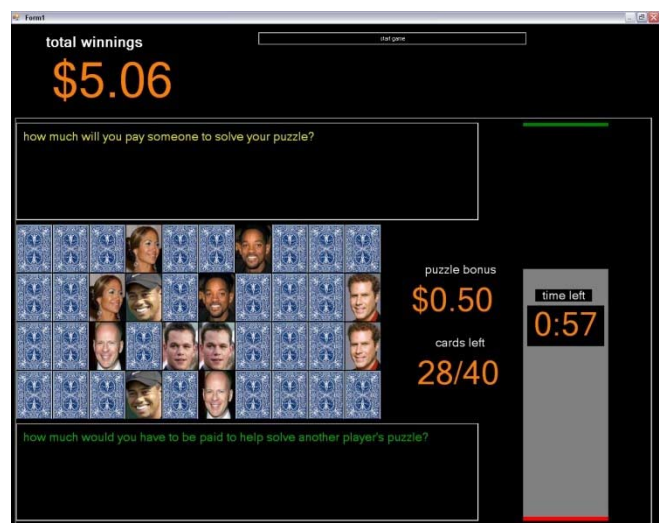 Form1
total winnings
start game
$5.06
how much will you pay someone to solve your puzzle?
puzzle bonus
$0.50
time left
0:57
cards left
28/40
how much would you have to be paid to help solve another player's puzzle?